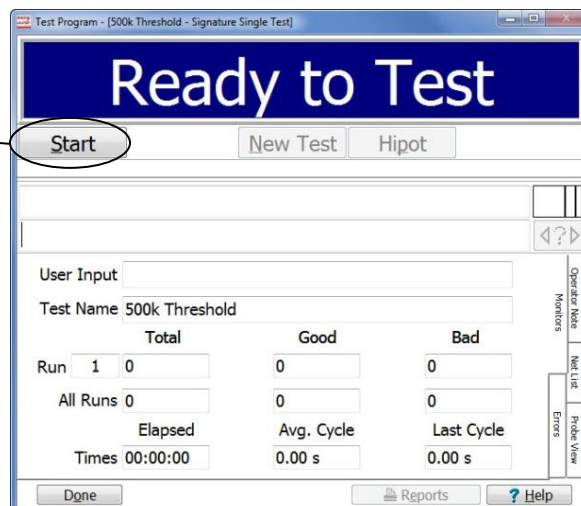 Test Program - [500k Threshold - Signature Single Test]
Ready to Test
Start New Test Hipot
?
User Input
Test Name 500k Threshold
Total Good Bad
Run 1 0 0 0
All Runs 0 0 0
Elapsed Avg. Cycle Last Cycle
Times 00:00:00 0.00 s 0.00 s
Operator Note
Monitors
Net List
Errors
Probe View
Done Reports ? Help